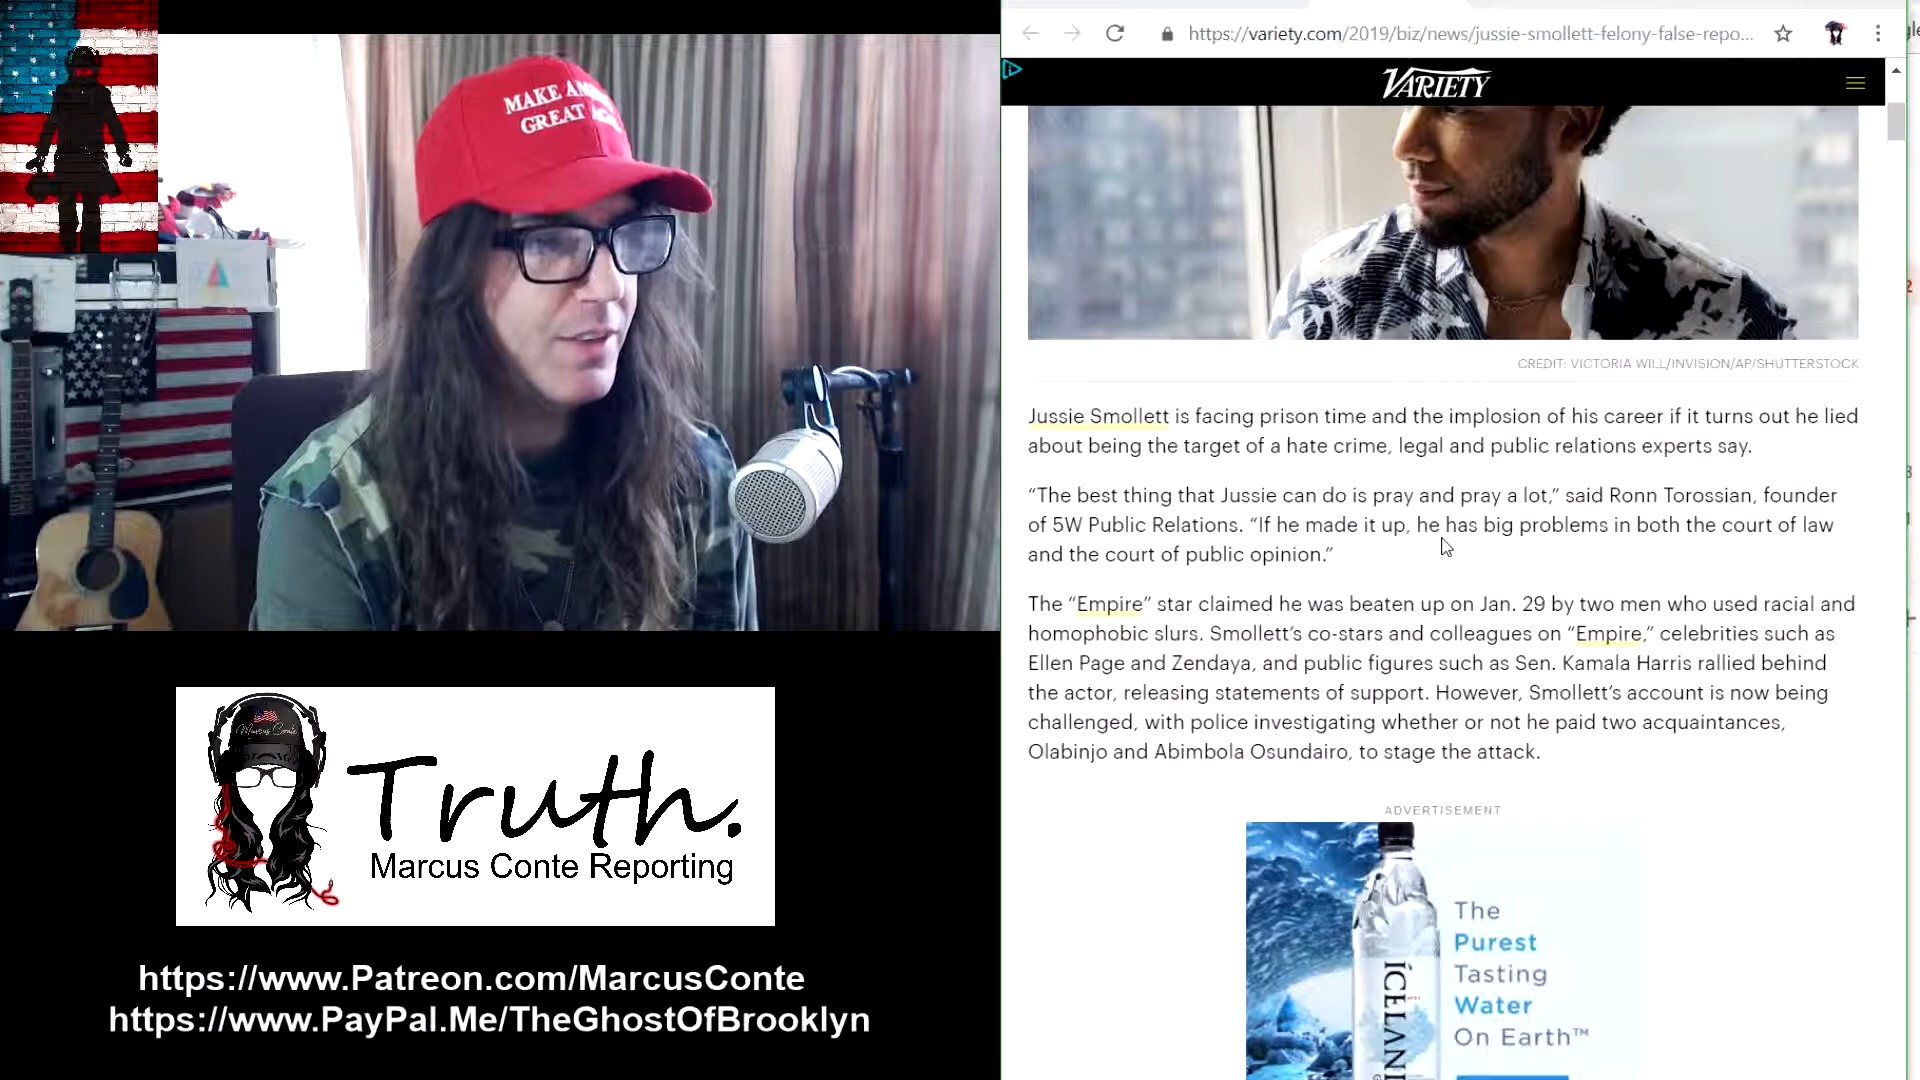 MAKE AM
GREAT AG
Marcus Conte
Truth.
Marcus Conte Reporting
https://www.Patreon.com/MarcusConte
https://www.PayPal.Me/TheGhostOfBrooklyn
https://variety.com/2019/biz/news/jussie-smollett-felony-false-repo...
VARIETY
CREDIT: VICTORIA WILL/INVISION/AP/SHUTTERSTOCK
Jussie Smollett is facing prison time and the implosion of his career if it turns out he lied
about being the target of a hate crime, legal and public relations experts say.
“The best thing that Jussie can do is pray and pray a lot,” said Ronn Torossian, founder
of 5W Public Relations. “If he made it up, he has big problems in both the court of law
and the court of public opinion.”
The “Empire” star claimed he was beaten up on Jan. 29 by two men who used racial and
homophobic slurs. Smollett’s co-stars and colleagues on “Empire,” celebrities such as
Ellen Page and Zendaya, and public figures such as Sen. Kamala Harris rallied behind
the actor, releasing statements of support. However, Smollett’s account is now being
challenged, with police investigating whether or not he paid two acquaintances,
Olabinjo and Abimbola Osundairo, to stage the attack.
ADVERTISEMENT
The
Purest
Tasting
Water
On Earth™
ICELANI